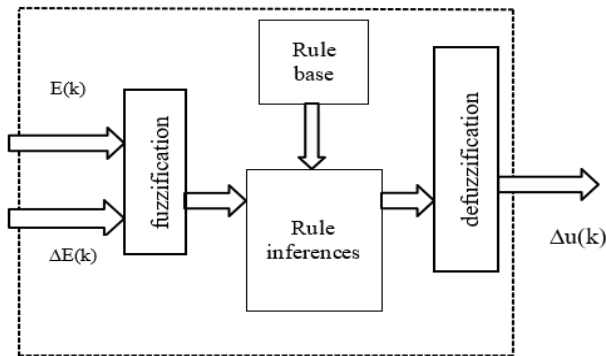 E(k)
ΔE(k)
fuzzification
Rule
base
Rule
inferences
defuzzification
Δu(k)